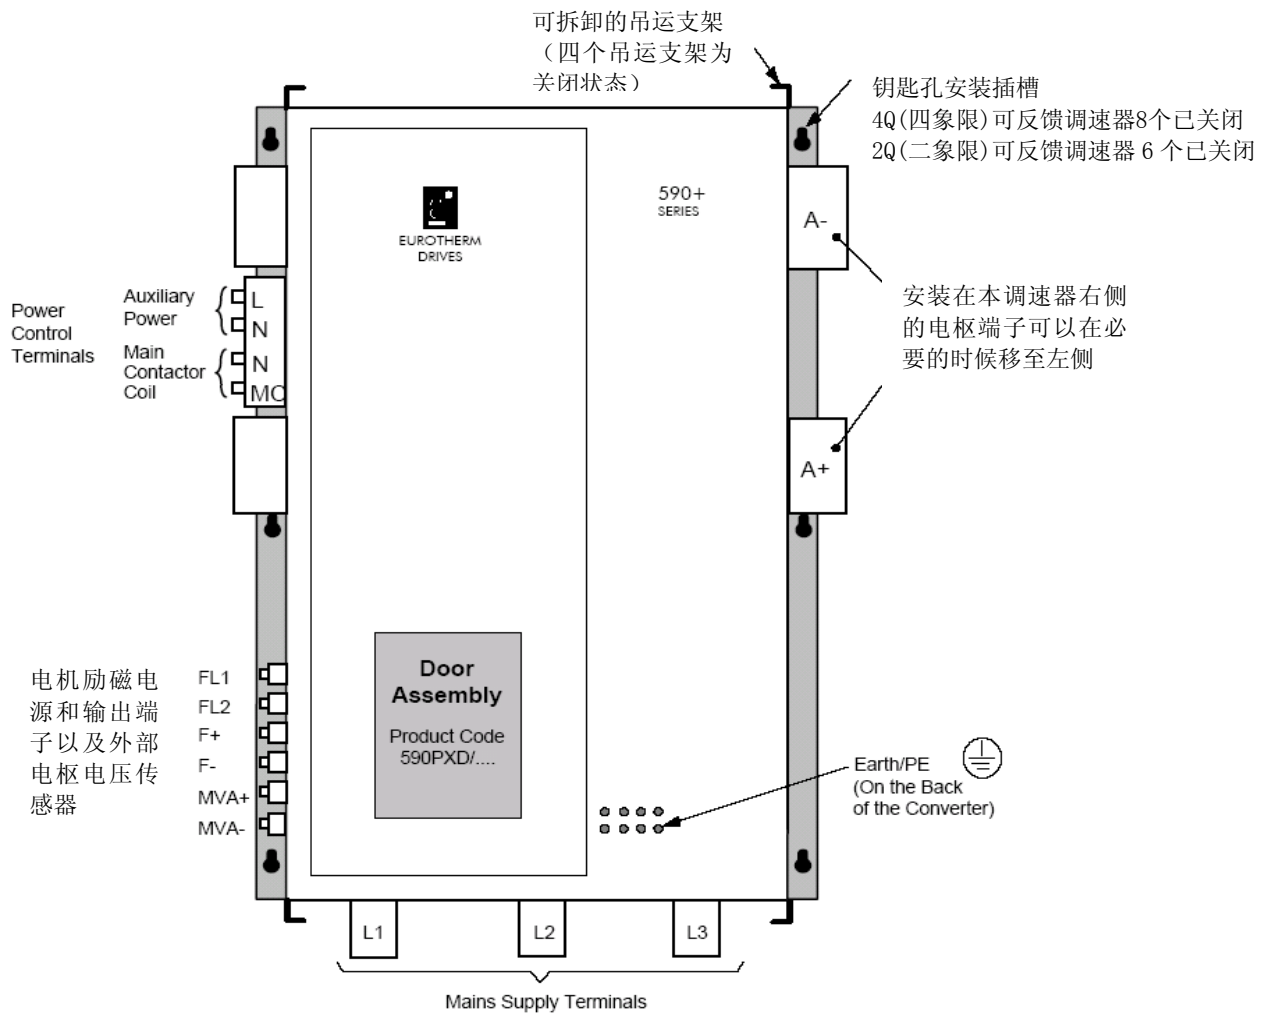 可拆卸的吊运支架
（四个吊运支架为
关闭状态）
钥匙孔安装插槽
4Q(四象限)可反馈调速器8个已关闭
2Q(二象限)可反馈调速器 6 个已关闭
590+
SERIES
EUROTHERM
DRIVES
A-
安装在本调速器右侧
的电枢端子可以在必
要的时候移至左侧
Power
Control
Terminals
Auxiliary
Power
Main
Contactor
Coil
L
N
N
MC
A+
电机励磁电
源和输出端
子以及外部
电枢电压传
感器
FL1
FL2
F+
F-
MVA+
MVA-
Door
Assembly
Product Code
590PXD/....
Earth/PE
(On the Back
of the Converter)
L1
L2
L3
Mains Supply Terminals